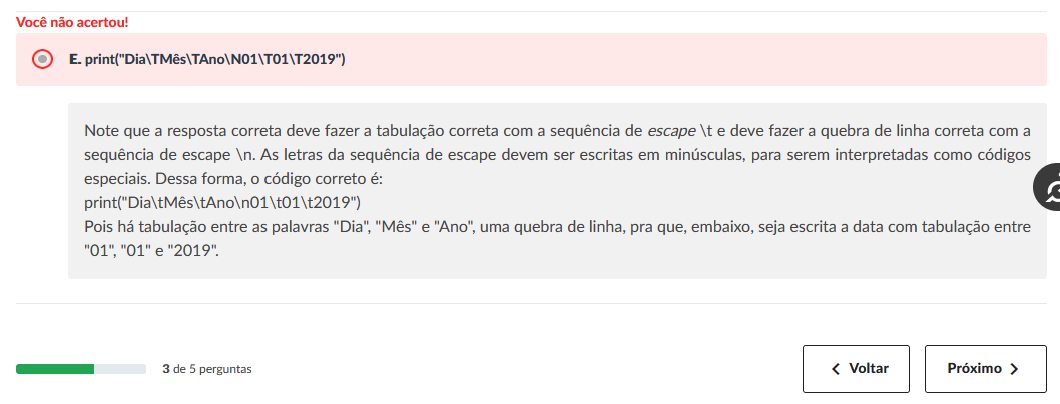 Você não acertou!
E. print("Dia\TMês\TAno\N01\T01\T2019")
Note que a resposta correta deve fazer a tabulação correta com a sequência de escape \t e deve fazer a quebra de linha correta com a
sequência de escape \n. As letras da sequência de escape devem ser escritas em minúsculas, para serem interpretadas como códigos
especiais. Dessa forma, o código correto é:
print("Dia\tMês\tAno\n01\t01\t2019")
Pois há tabulação entre as palavras "Dia", "Mês" e "Ano", uma quebra de linha, pra que, embaixo, seja escrita a data com tabulação entre
"01", "01" e "2019".
3 de 5 perguntas
Voltar
Próximo